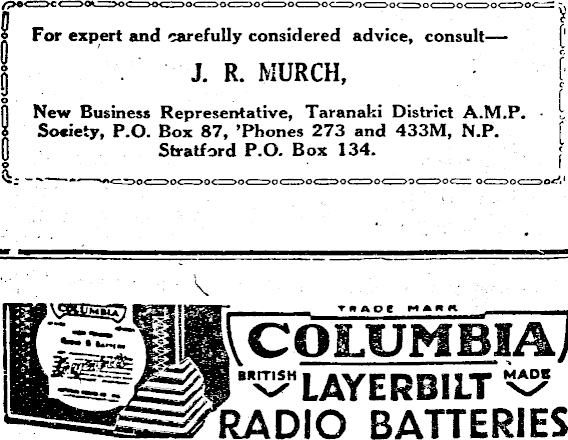 For expert and carefully considered advice, consult—
J. R. MURCH,
New Business Representative, Taranaki District A.M.P.
Society, P.O. Box 87, 'Phones 273 and 433M, N.P.
Stratford P.O. Box 134.
COLUMBIA
TRADE MARK
COLUMBIA
BRITISH LAYERBILT MADE
RADIO BATTERIES